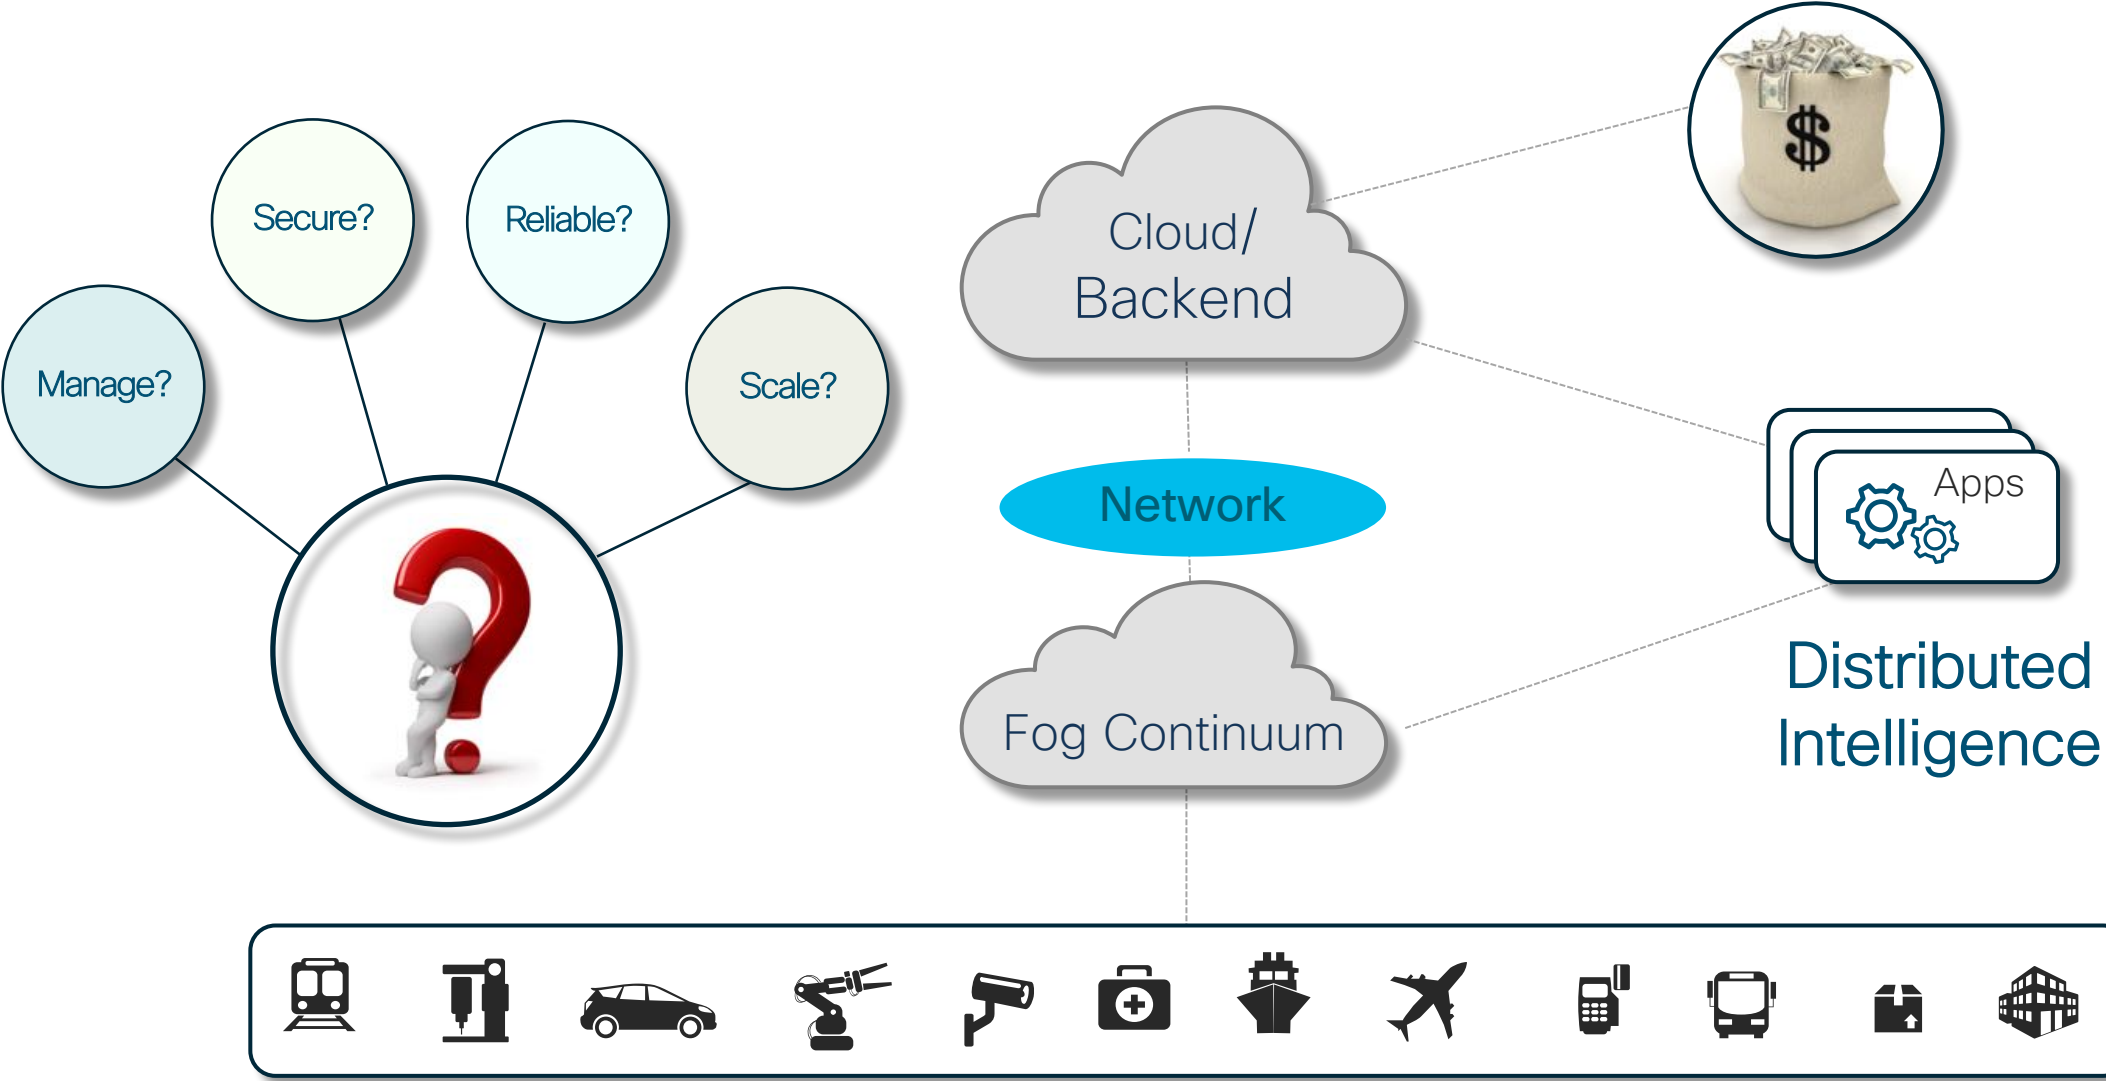 Secure?
Reliable?
Manage?
Scale?
Cloud/
Backend
$
Network
Apps
Fog Continuum
Distributed
Intelligence